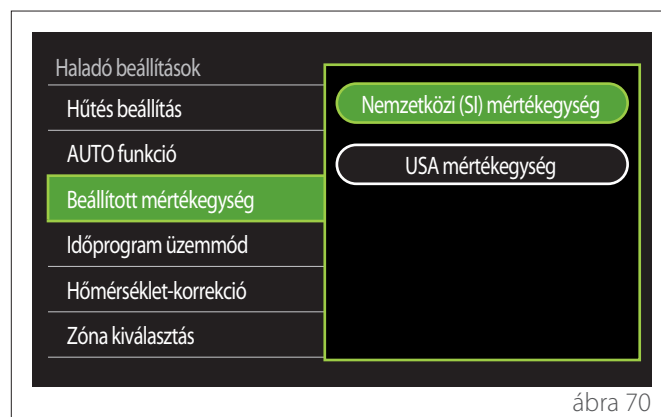 Haladó beállítások
Hűtés beállítás
AUTO funkció
Beállított mértékegység
Időprogram üzemmód
Hőmérséklet-korrekció
Zóna kiválasztás
Nemzetközi (SI) mértékegység
USA mértékegység
ábra 70